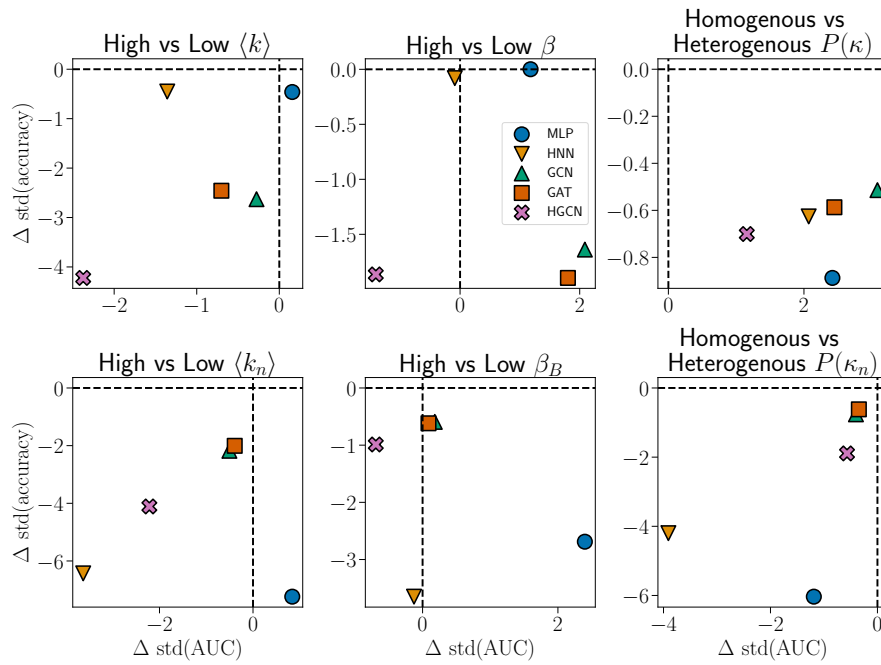 High vs Low ⟨k⟩
High vs Low β
Homogenous vs
Heterogenous P(κ)
Δ std(accuracy)
0
−1
−2
−3
−4
−2
−1
0
0.0
−0.5
−1.0
−1.5
0
2
MLP
HNN
GCN
GAT
HGCN
0.0
−0.2
−0.4
−0.6
−0.8
0
2
High vs Low ⟨kₙ⟩
High vs Low β_B
Homogenous vs
Heterogenous P(κₙ)
Δ std(accuracy)
0
−2
−4
−6
−2
0
Δ std(AUC)
0
−1
−2
−3
0
2
Δ std(AUC)
0
−2
−4
−6
−4
−2
0
Δ std(AUC)